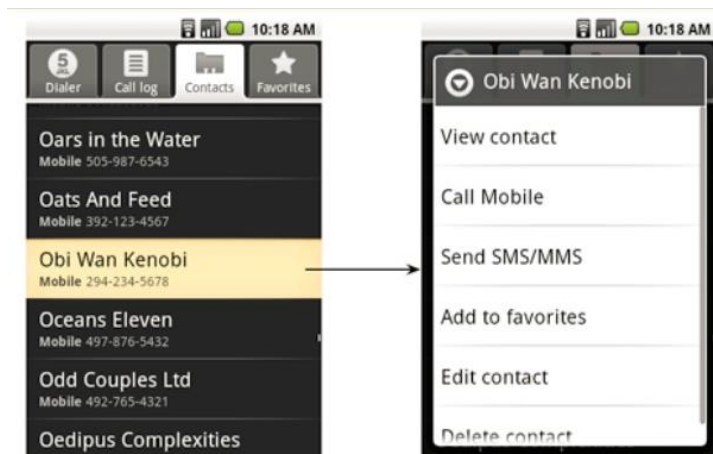 10:18 AM
5
JKL
Dialer
Call log
Contacts
Favorites
Oars in the Water
Mobile 505-987-6543
Oats And Feed
Mobile 392-123-4567
Obi Wan Kenobi
Mobile 294-234-5678
Oceans Eleven
Mobile 497-876-5432
Odd Couples Ltd
Mobile 492-765-4321
Oedipus Complexities
10:18 AM
Obi Wan Kenobi
View contact
Call Mobile
Send SMS/MMS
Add to favorites
Edit contact
Delete contact